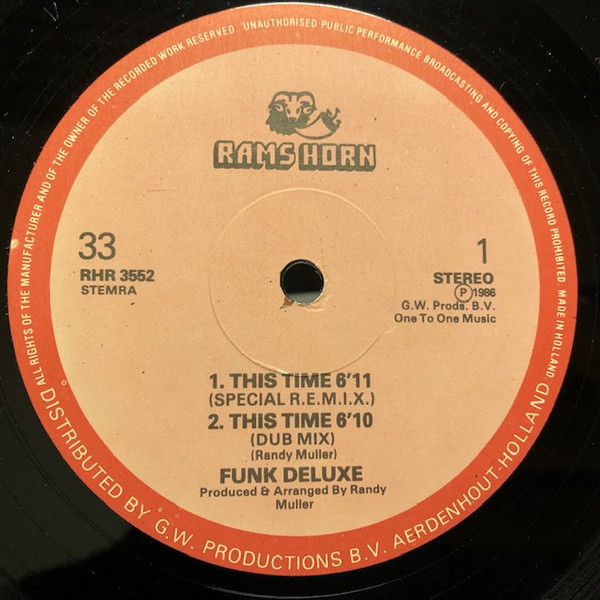 ALL RIGHTS OF THE MANUFACTURER AND OF THE OWNER OF THE RECORDED WORK RESERVED. UNAUTHORISED PUBLIC PERFORMANCE BROADCASTING AND COPYING OF THIS RECORD PROHIBITED. MADE IN HOLLAND
RAMS HORN
33
RHR 3552
STEMRA
1
STEREO
Ⓟ1986
G.W. Prods. B.V.
One To One Music
1. THIS TIME 6'11
(SPECIAL R.E.M.I.X.)
2. THIS TIME 6'10
(DUB MIX)
(Randy Muller)
FUNK DELUXE
Produced & Arranged By Randy
Muller
DISTRIBUTED BY G.W. PRODUCTIONS B.V. AERDENHOUT-HOLLAND